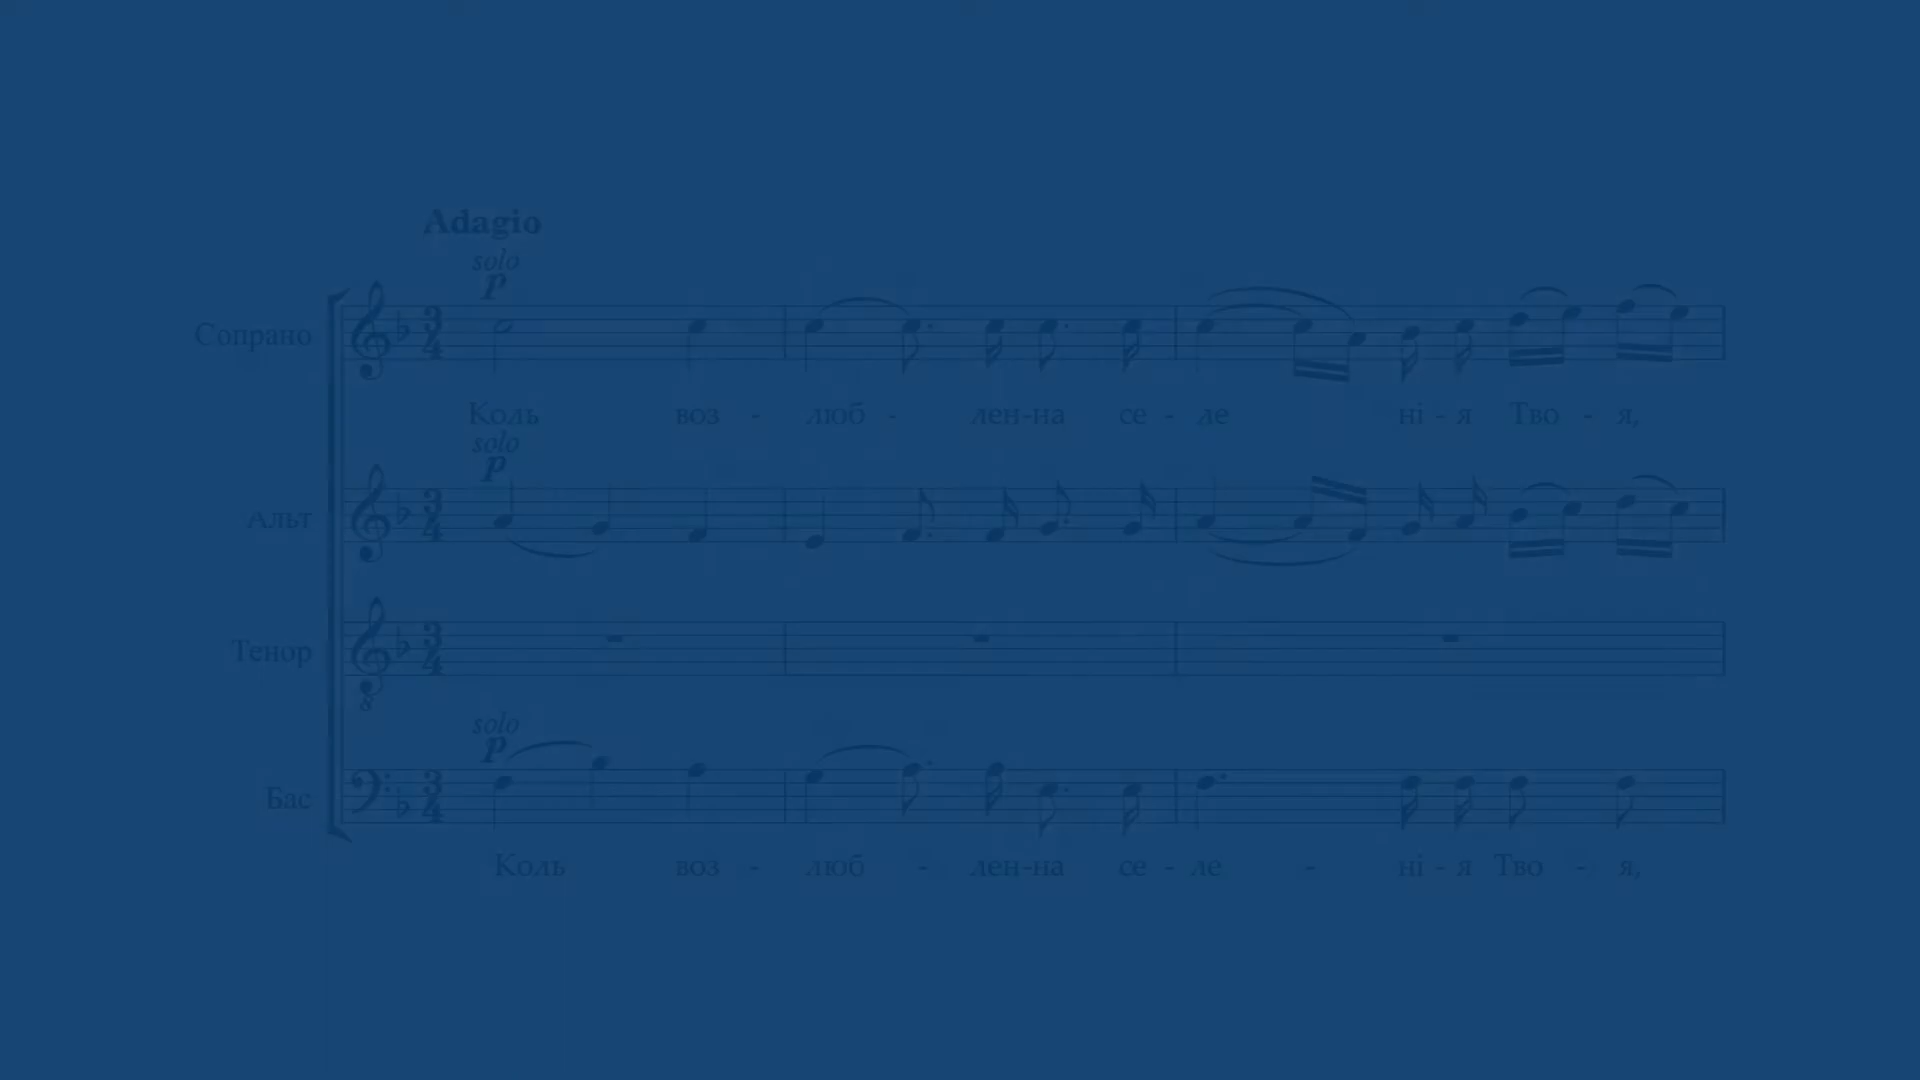 Adagio
solo
p
Сопрано
Коль воз - люб - лен-на се - ле ні - я Тво - я,
solo
p
Альт
Тенор
8
solo
p
Бас
Коль воз - люб - лен-на се - ле - ні - я Тво - я,